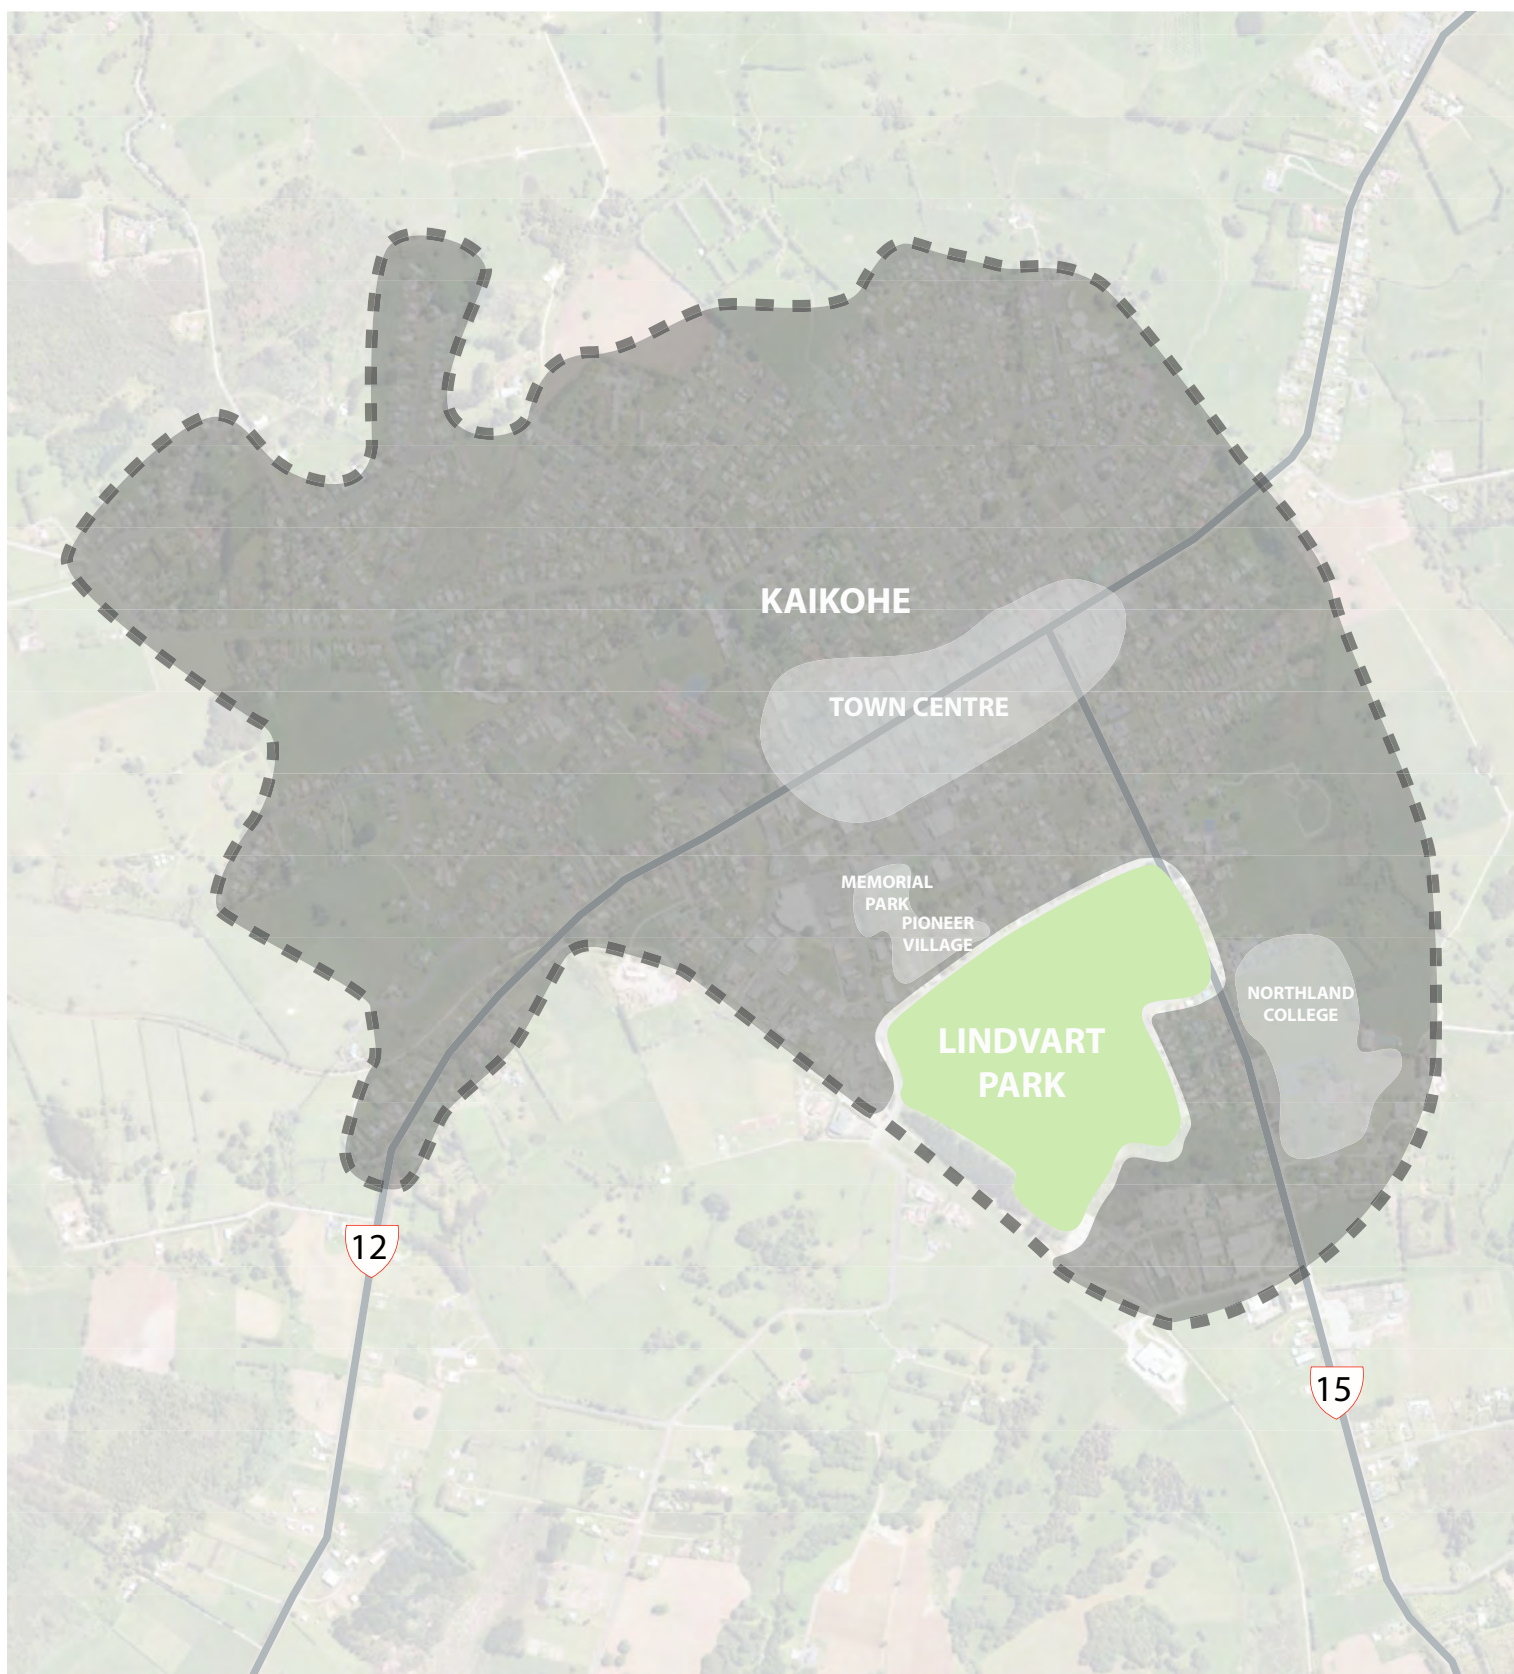 KAIKOHE
TOWN CENTRE
MEMORIAL
PARK
PIONEER
VILLAGE
NORTHLAND
COLLEGE
LINDVART
PARK
12
15